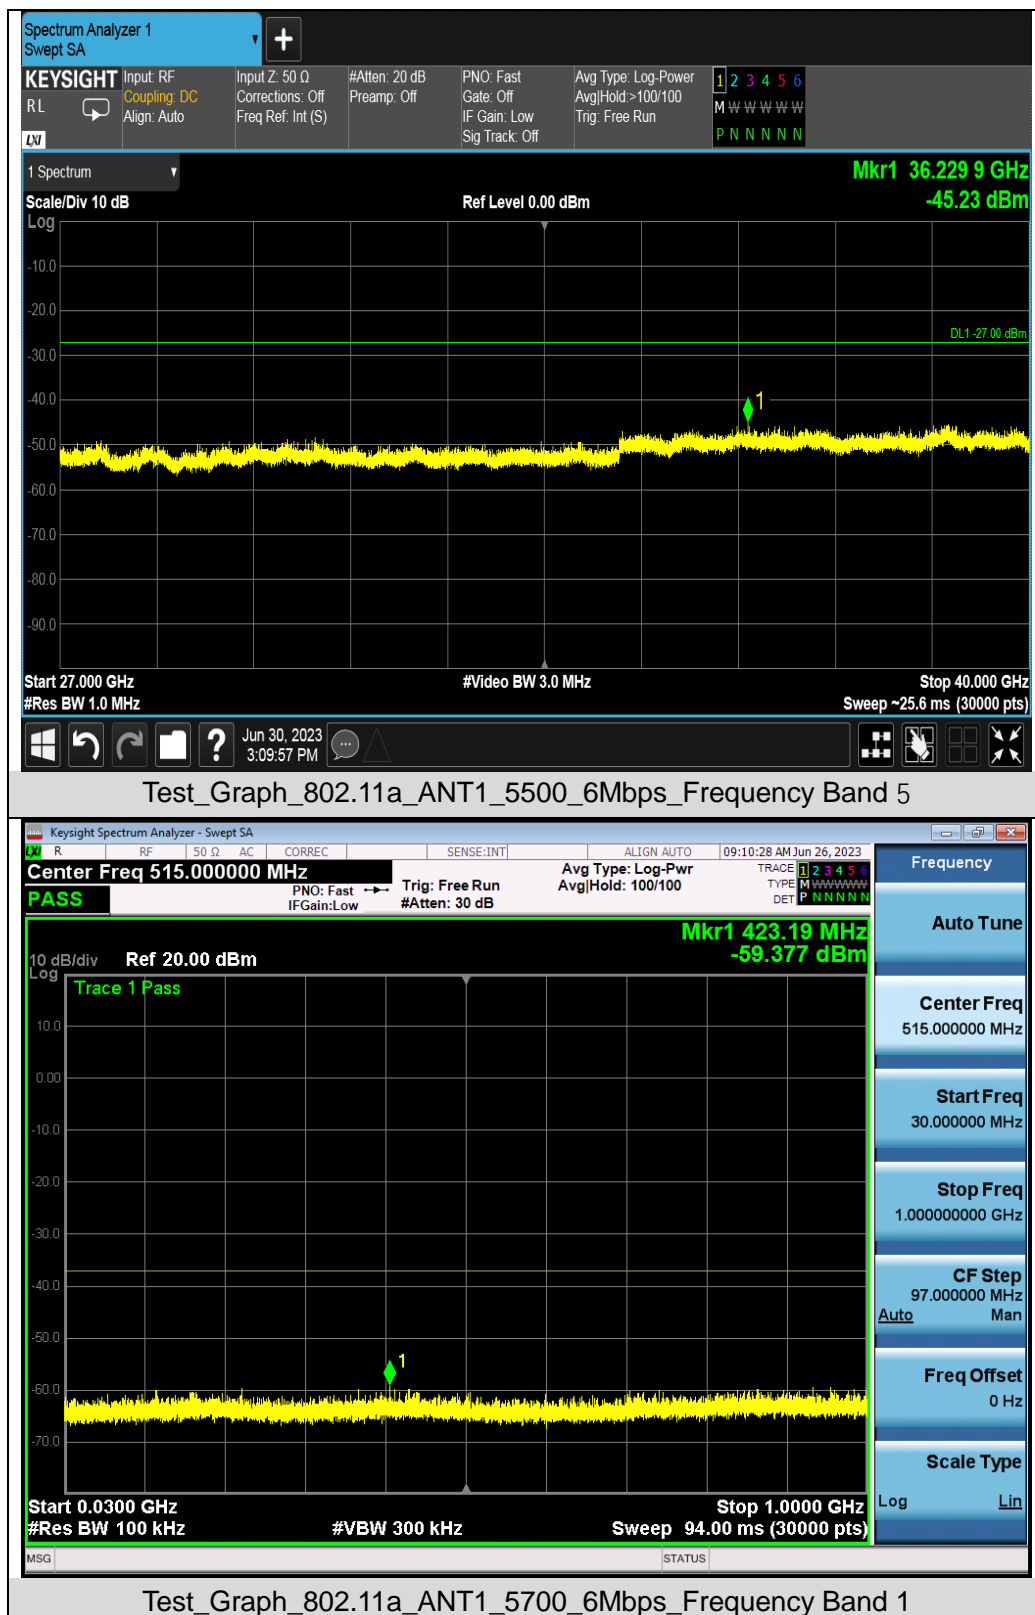 Spectrum Analyzer 1
Swept SA
KEYSIGHT
RL
LXI
Input: RF
Coupling: DC
Align: Auto
Input Z: 50 Ω
Corrections: Off
Freq Ref: Int (S)
#Atten: 20 dB
Preamp: Off
PNO: Fast
Gate: Off
IF Gain: Low
Sig Track: Off
Avg Type: Log-Power
Avg|Hold:>100/100
Trig: Free Run
1 2 3 4 5 6
M W W W W W
P N N N N N
1 Spectrum
Mkr1 36.229 9 GHz
Scale/Div 10 dB
Ref Level 0.00 dBm
-45.23 dBm
Log
-10.0
-20.0
DL1 -27.00 dBm
-30.0
-40.0
1
-50.0
-60.0
-70.0
-80.0
-90.0
Start 27.000 GHz
#Video BW 3.0 MHz
Stop 40.000 GHz
#Res BW 1.0 MHz
Sweep ~25.6 ms (30000 pts)
?
Jun 30, 2023
3:09:57 PM
Test_Graph_802.11a_ANT1_5500_6Mbps_Frequency Band 5
Keysight Spectrum Analyzer - Swept SA
LXI R RF 50 Ω AC CORREC SENSE:INT ALIGN AUTO 09:10:28 AM Jun 26, 2023
Center Freq 515.000000 MHz
PASS
PNO: Fast
IFGain:Low
Trig: Free Run
#Atten: 30 dB
Avg Type: Log-Pwr
Avg|Hold: 100/100
TRACE 1 2 3 4 5 6
TYPE M WWWWW
DET P N N N N N
Mkr1 423.19 MHz
-59.377 dBm
10 dB/div Ref 20.00 dBm
Log
Trace 1 Pass
10.0
0.00
-10.0
-20.0
-30.0
-40.0
-50.0
1
-60.0
-70.0
Start 0.0300 GHz
Stop 1.0000 GHz
#Res BW 100 kHz
#VBW 300 kHz
Sweep 94.00 ms (30000 pts)
MSG
STATUS
Frequency
Auto Tune
Center Freq
515.000000 MHz
Start Freq
30.000000 MHz
Stop Freq
1.000000000 GHz
CF Step
97.000000 MHz
Auto Man
Freq Offset
0 Hz
Scale Type
Log Lin
Test_Graph_802.11a_ANT1_5700_6Mbps_Frequency Band 1